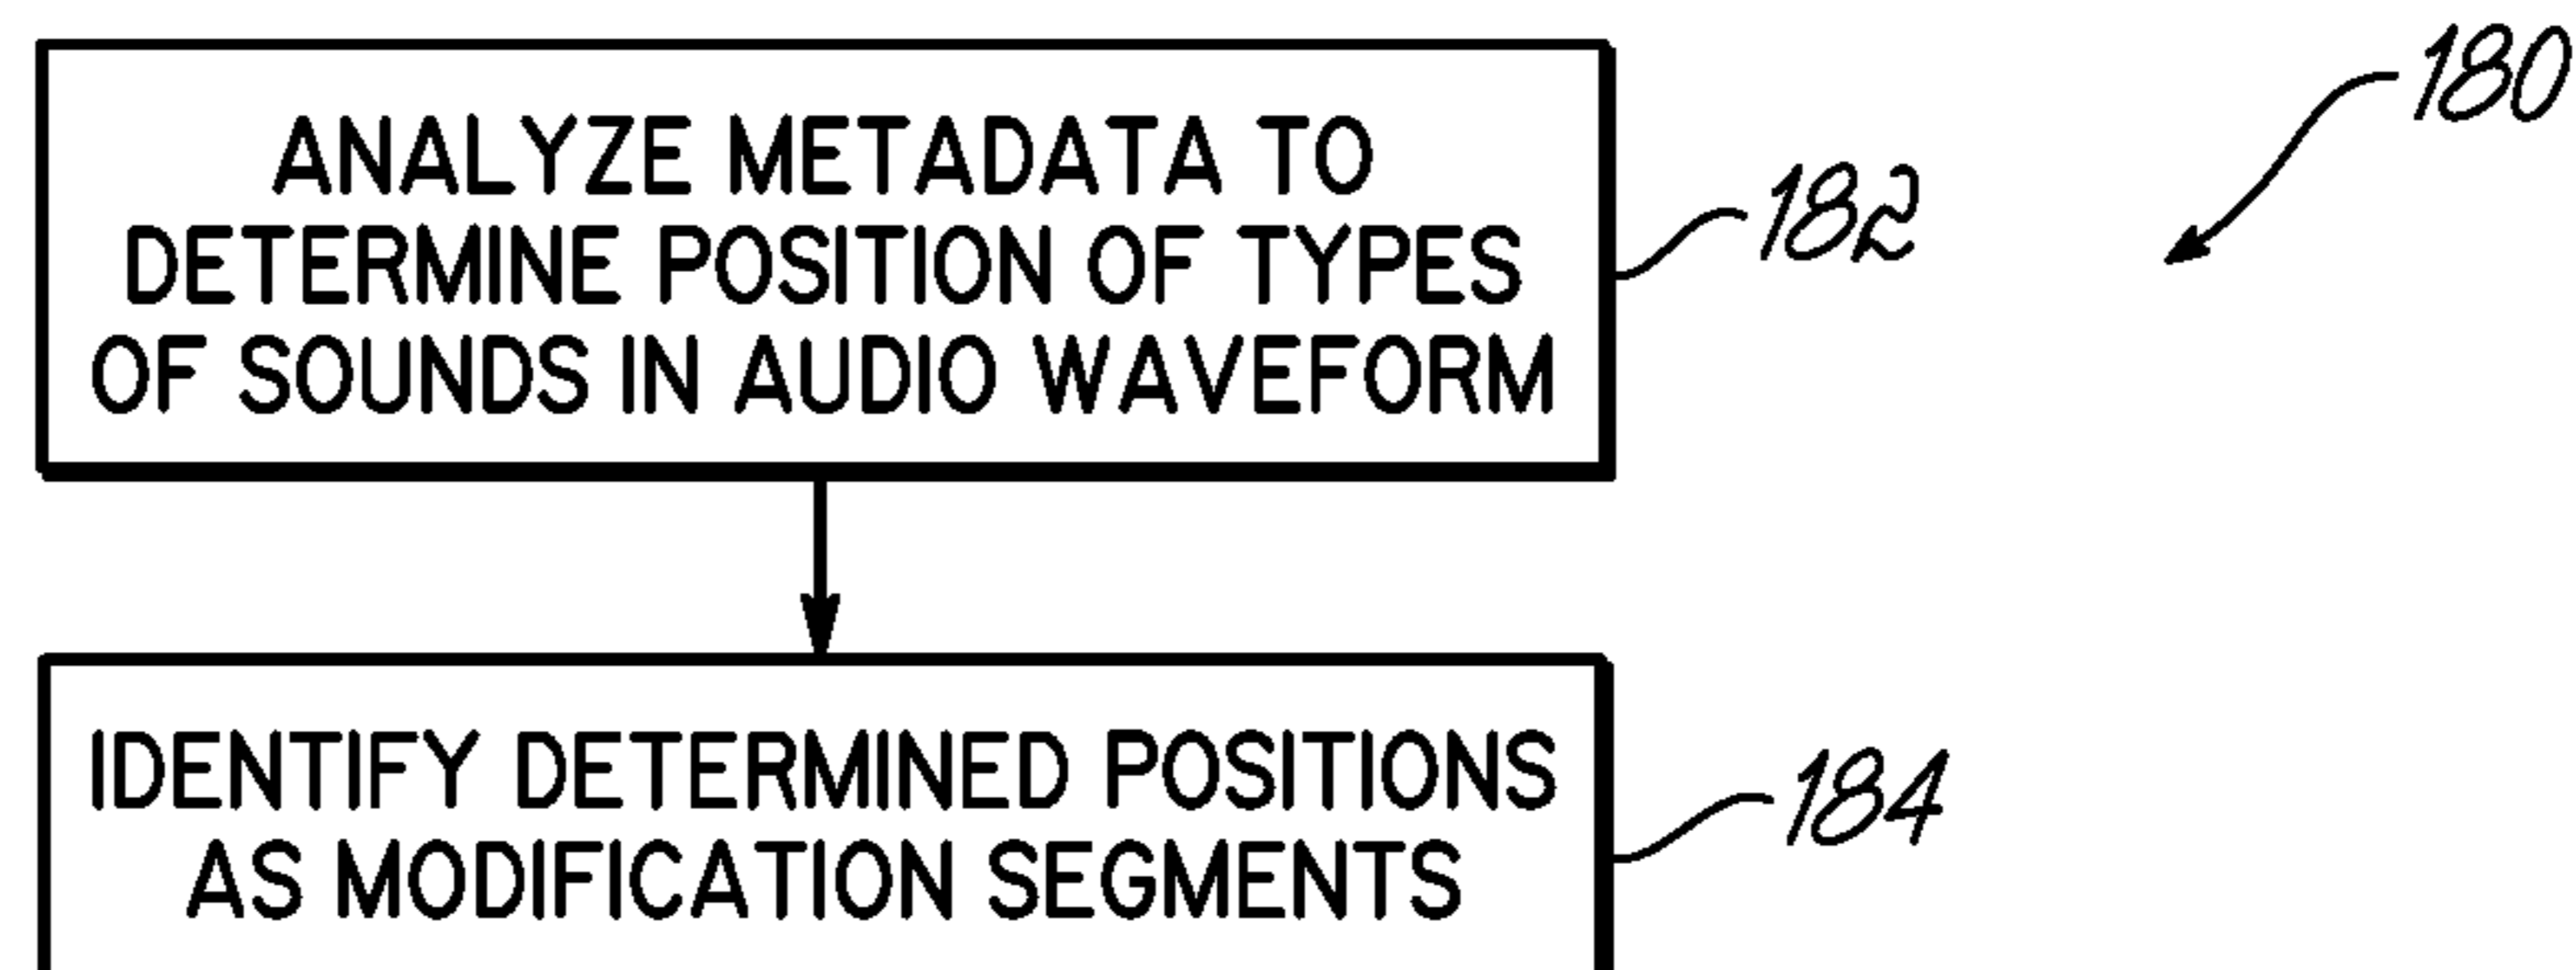 180
ANALYZE METADATA TO
DETERMINE POSITION OF TYPES
OF SOUNDS IN AUDIO WAVEFORM
182
IDENTIFY DETERMINED POSITIONS
AS MODIFICATION SEGMENTS
184